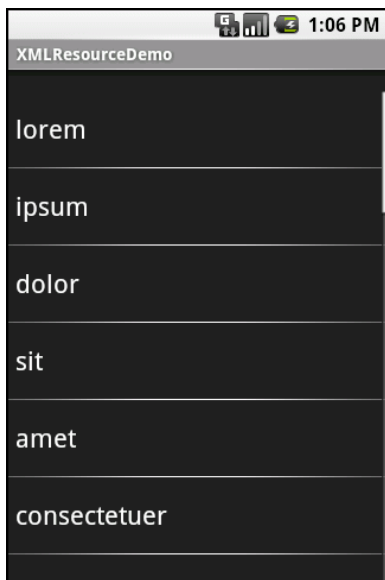 1:06 PM
XMLResourceDemo
lorem
ipsum
dolor
sit
amet
consectetuer